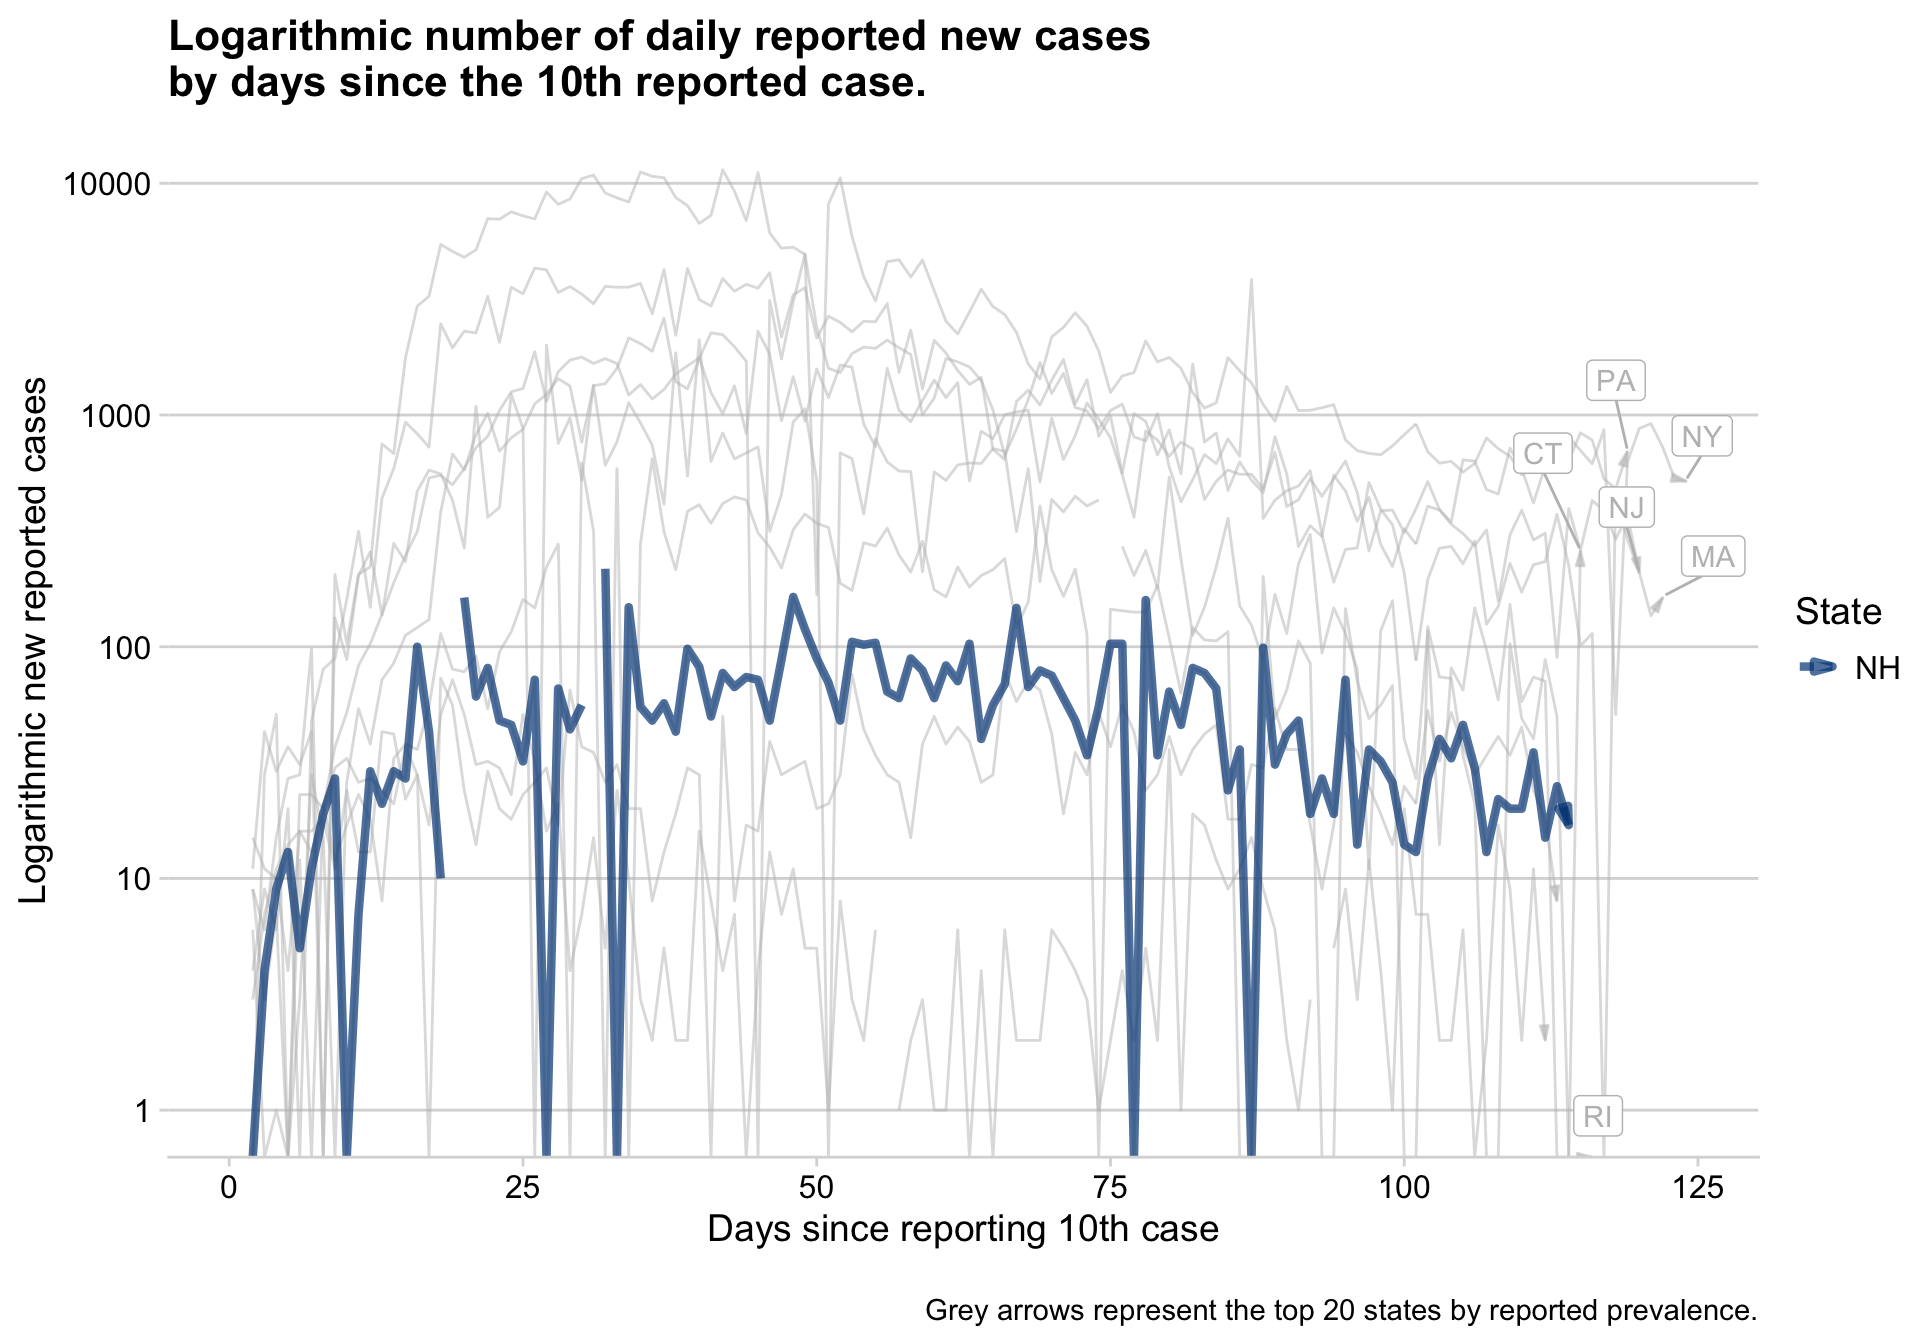 Logarithmic number of daily reported new cases
by days since the 10th reported case.
Logarithmic new reported cases
10000
1000
100
10
1
PA
NY
CT
NJ
MA
RI
State
NH
0
25
50
75
100
125
Days since reporting 10th case
Grey arrows represent the top 20 states by reported prevalence.